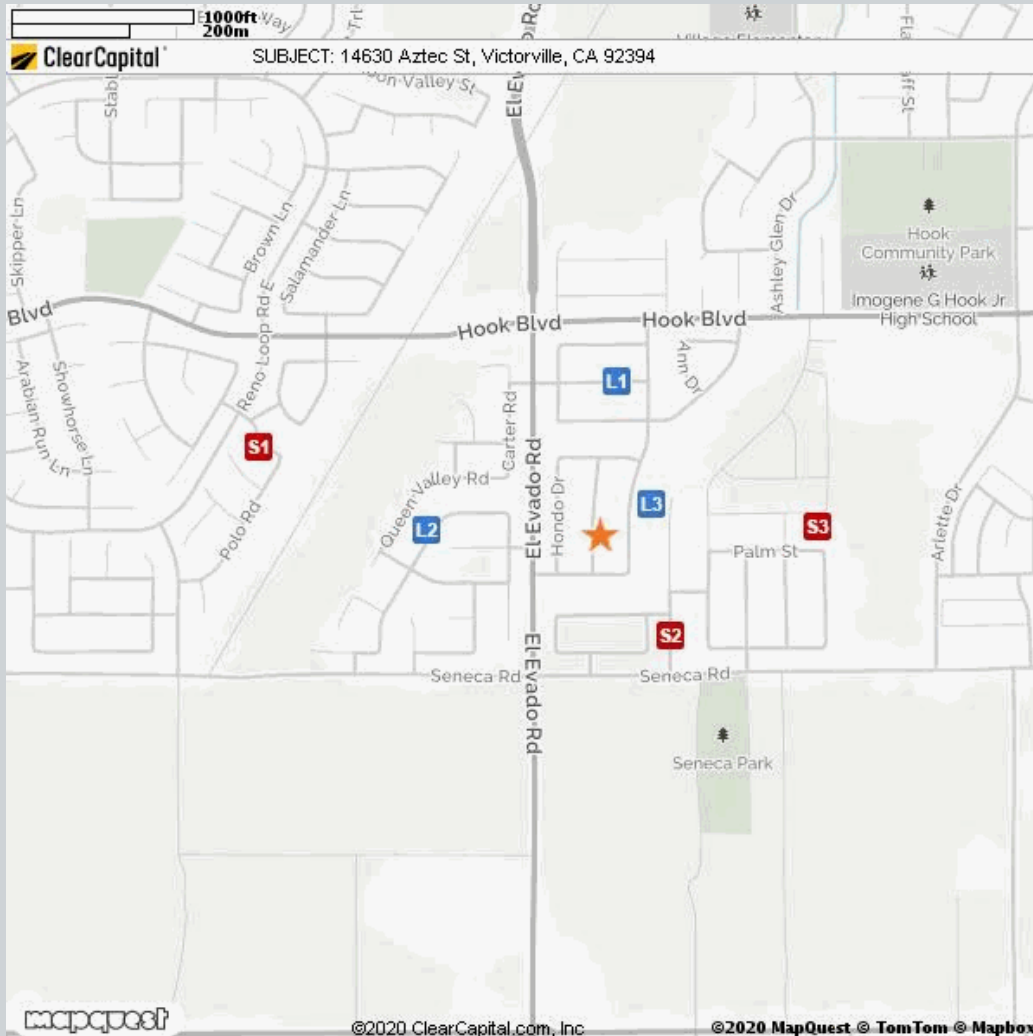 1000ft
200m
Way
ClearCapital
SUBJECT: 14630 Aztec St, Victorville, CA 92394
Valley St
El Ev
Ashley Glen Dr
Skipper Ln
Brown Ln
Salamander Ln
Hook
Community Park
Imogene G Hook Jr
High School
Blvd
Hook Blvd
Hook Blvd
Reno Loop Rd E
Ann Dr
L1
Arabian Run Ln
Showhorse Ln
Carter Rd
S1
El Evado Rd
Queen Valley Rd
Hondo Dr
L3
L2
S3
Polo Rd
Palm St
Arlette Dr
S2
Seneca Rd
Seneca Rd
El Evado Rd
Seneca Park
mapquest
©2020 ClearCapital.com, Inc
©2020 MapQuest © TomTom © Mapbox